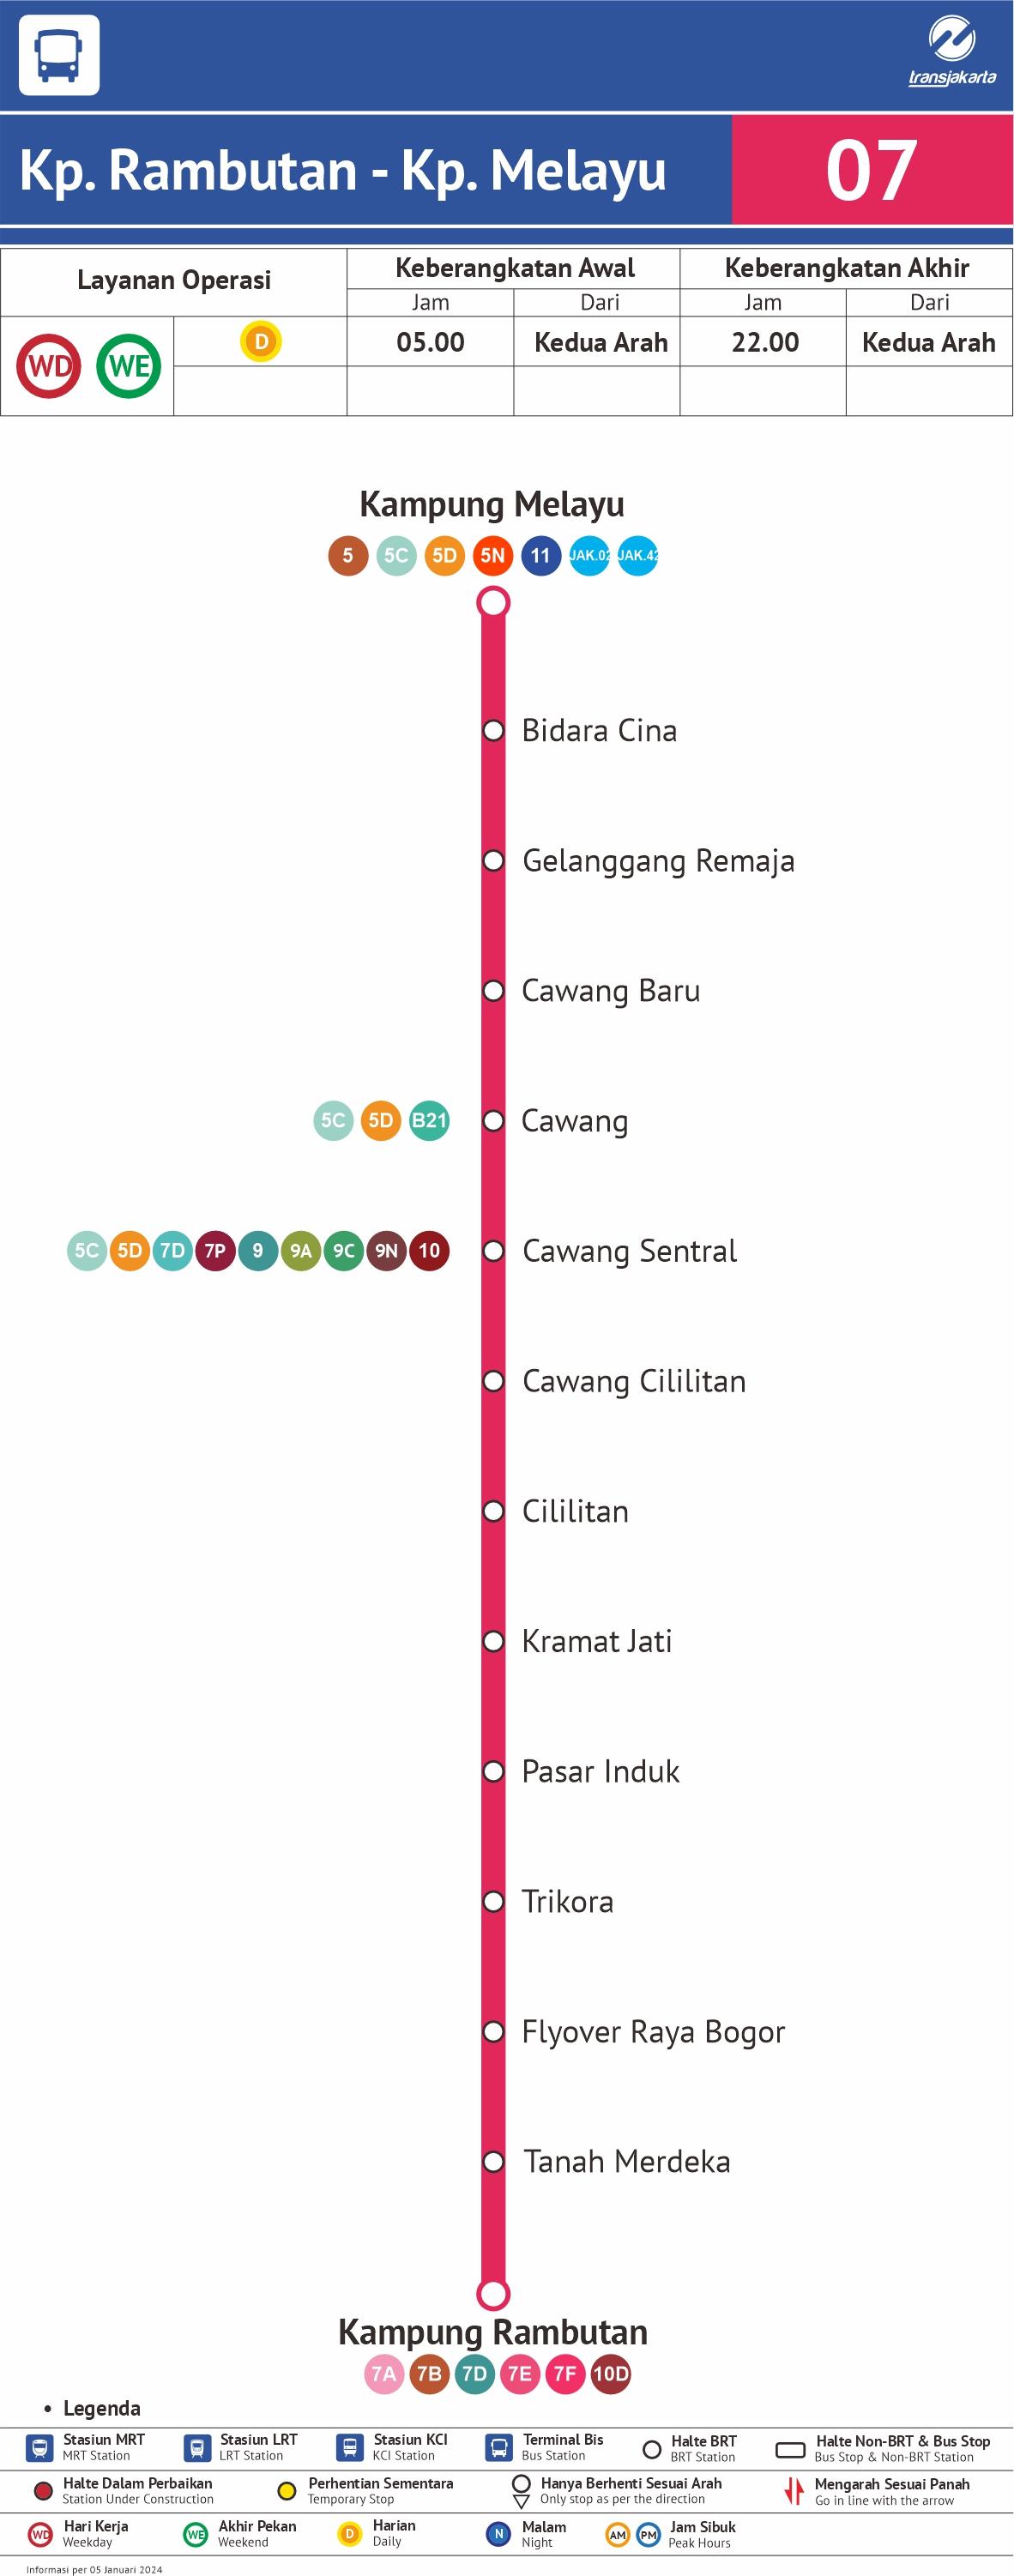 transjakarta
Kp. Rambutan - Kp. Melayu
07
Layanan Operasi
Keberangkatan Awal
Keberangkatan Akhir
Jam
Dari
Jam
Dari
WD WE D 05.00 Kedua Arah 22.00 Kedua Arah
Kampung Melayu
5 5C 5D 5N 11 JAK.02 JAK.42
Bidara Cina
Gelanggang Remaja
Cawang Baru
5C 5D B21 Cawang
5C 5D 7D 7P 9 9A 9C 9N 10 Cawang Sentral
Cawang Cililitan
Cililitan
Kramat Jati
Pasar Induk
Trikora
Flyover Raya Bogor
Tanah Merdeka
Kampung Rambutan
7A 7B 7D 7E 7F 10D
• Legenda
Stasiun MRT
MRT Station
Stasiun LRT
LRT Station
Stasiun KCI
KCI Station
Terminal Bis
Bus Station
Halte BRT
BRT Station
Halte Non-BRT & Bus Stop
Bus Stop & Non-BRT Station
Halte Dalam Perbaikan
Station Under Construction
Perhentian Sementara
Temporary Stop
Hanya Berhenti Sesuai Arah
Only stop as per the direction
Mengarah Sesuai Panah
Go in line with the arrow
WD Hari Kerja
Weekday
WE Akhir Pekan
Weekend
D Harian
Daily
N Malam
Night
AM PM Jam Sibuk
Peak Hours
Informasi per 05 Januari 2024